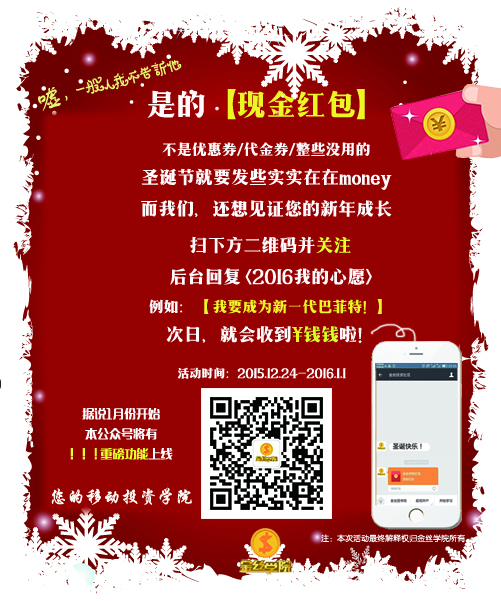 嘘，一般人我不告訴他
是的【现金红包】
不是优惠券/代金券/整些没用的
圣诞节就要发些实实在在money
而我们，还想见证您的新年成长
扫下方二维码并关注
后台回复〈2016我的心愿〉
例如：【我要成为新一代巴菲特！】
次日，就会收到¥钱钱啦！
活动时间：2015.12.24—2016.1.1
据说1月份开始
本公众号将有
！！！重磅功能上线
您的移动投资学院
圣诞快乐！
金丝学院
注：本次活动最终解释权归金丝学院所有